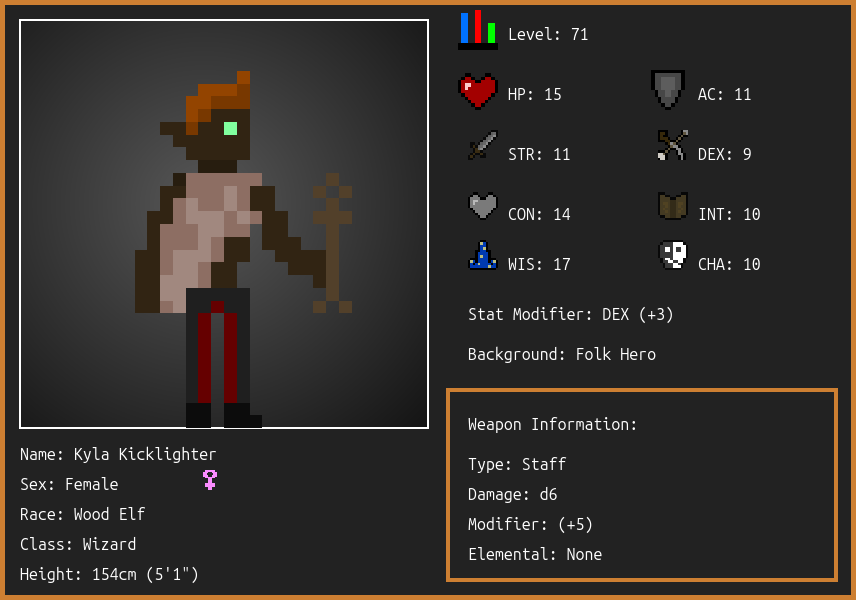 Level: 71
HP: 15
AC: 11
STR: 11
DEX: 9
CON: 14
INT: 10
WIS: 17
CHA: 10
Stat Modifier: DEX (+3)
Background: Folk Hero
Weapon Information:
Type: Staff
Damage: d6
Modifier: (+5)
Elemental: None
Name: Kyla Kicklighter
Sex: Female
Race: Wood Elf
Class: Wizard
Height: 154cm (5'1")